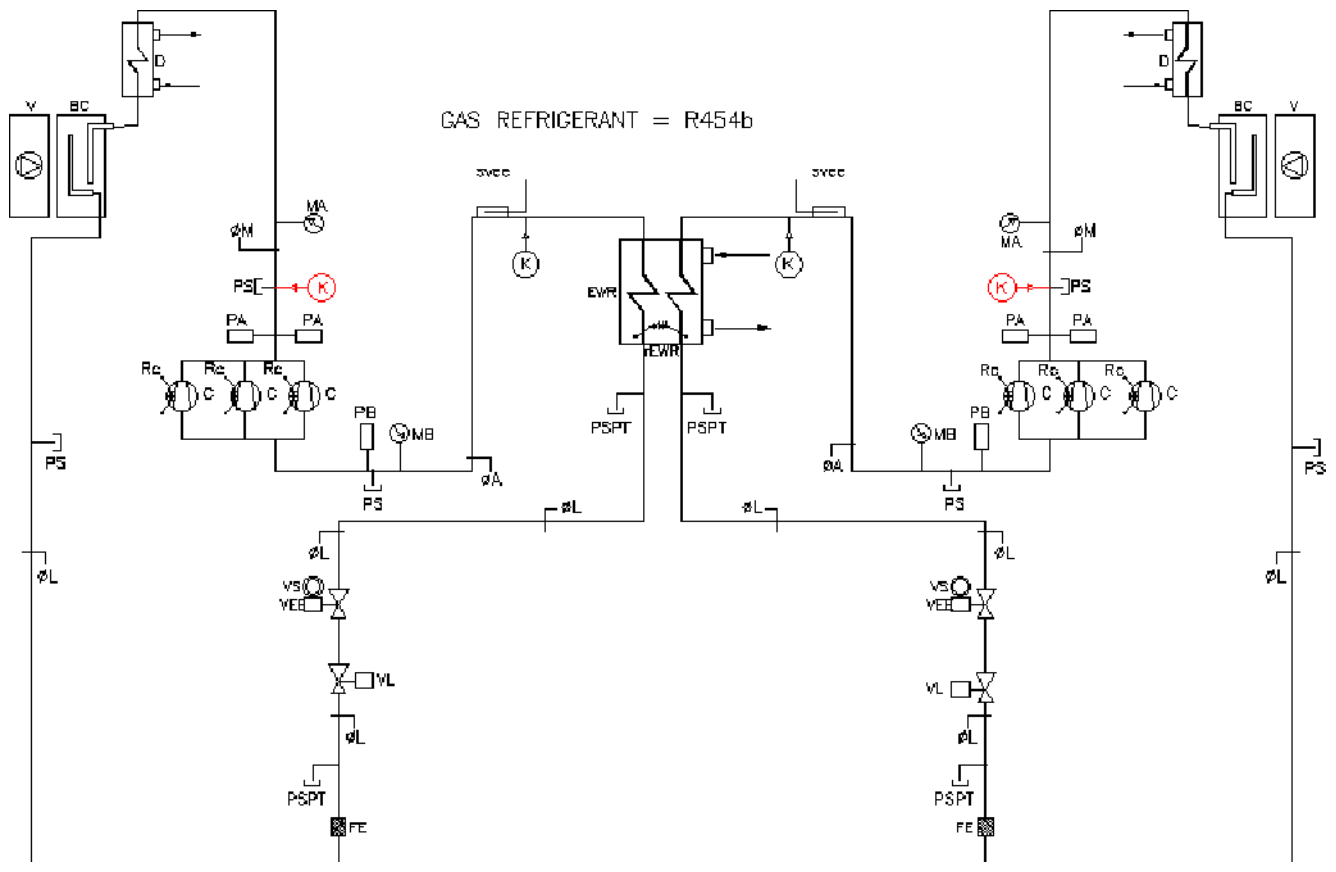 D
D
V
BC
BC
V
GAS REFRIGERANT = R454b
svee
svee
MA
MA
ØM
ØM
K
K
PS
K
K
PS
EWR
PA
PA
PA
PA
rEWR
Rc
Rc
Rc
Rc
Rc
Rc
C
C
C
C
C
C
PB
MB
PSPT
PSPT
MB
PB
PS
ØA
ØA
PS
PS
PS
ØL
ØL
ØL
ØL
ØL
ØL
VS
VS
VEE
VEE
VL
VL
ØL
ØL
PSPT
PSPT
FE
FE